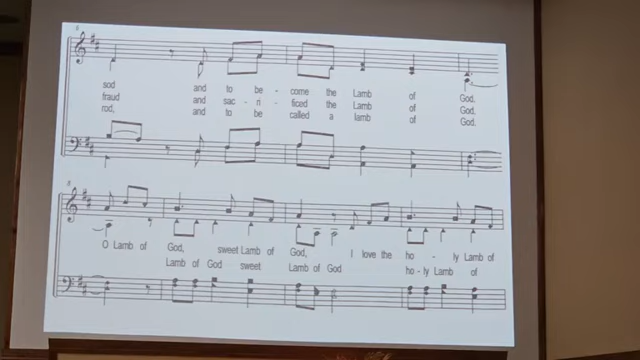 sod and to be - come the Lamb of God.
fraud and sac - ri - ficed the Lamb of God.
rod, and to be called a lamb of God.
O Lamb of God, sweet Lamb of God, I love the ho - ly Lamb of
Lamb of God sweet Lamb of God ho - ly Lamb of